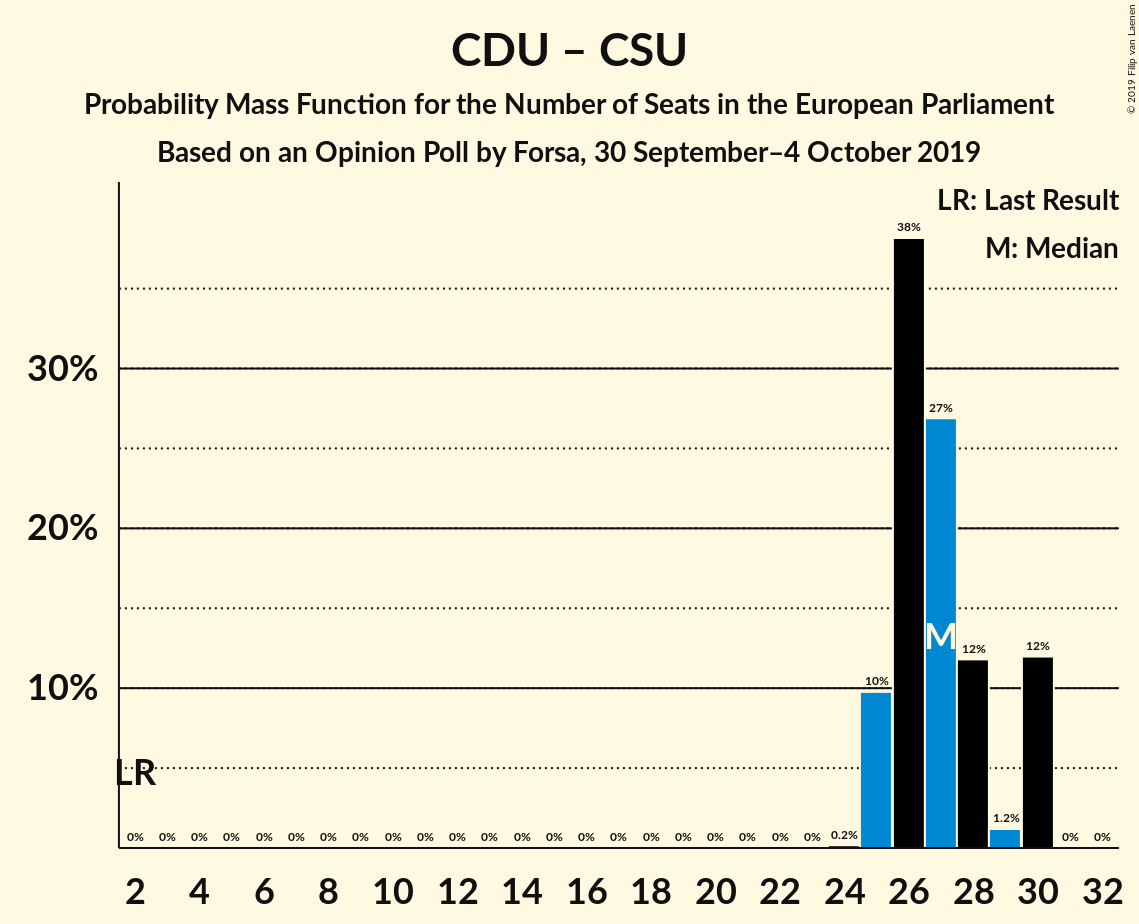 CDU – CSU
Probability Mass Function for the Number of Seats in the European Parliament
Based on an Opinion Poll by Forsa, 30 September–4 October 2019
© 2019 Filip van Laenen
LR: Last Result
M: Median
38%
30%
27%
20%
M
12%
12%
10%
10%
LR
1.2%
0% 0% 0% 0% 0% 0% 0% 0% 0% 0% 0% 0% 0% 0% 0% 0% 0% 0% 0% 0% 0% 0% 0.2% 0% 0%
2 4 6 8 10 12 14 16 18 20 22 24 26 28 30 32